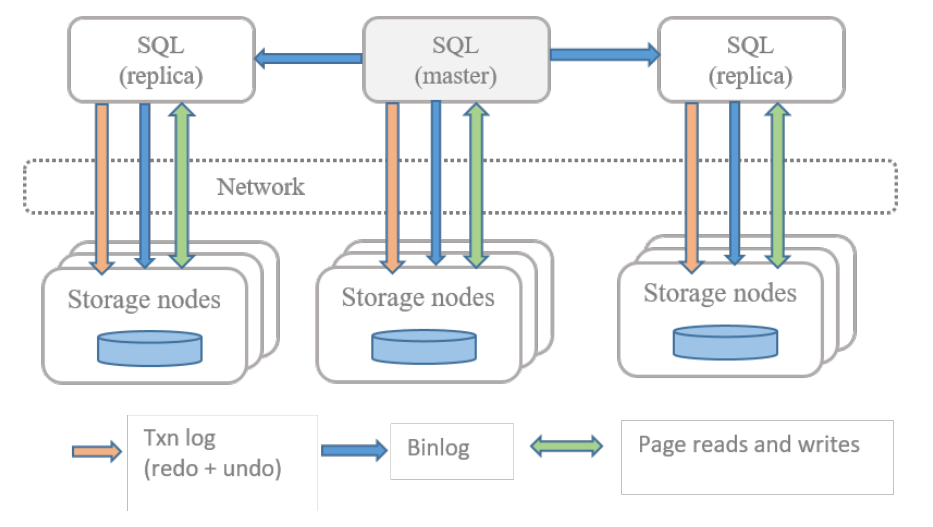 SQL
(replica)
SQL
(master)
SQL
(replica)
Network
Storage nodes
Storage nodes
Storage nodes
Txn log
(redo + undo)
Binlog
Page reads and writes